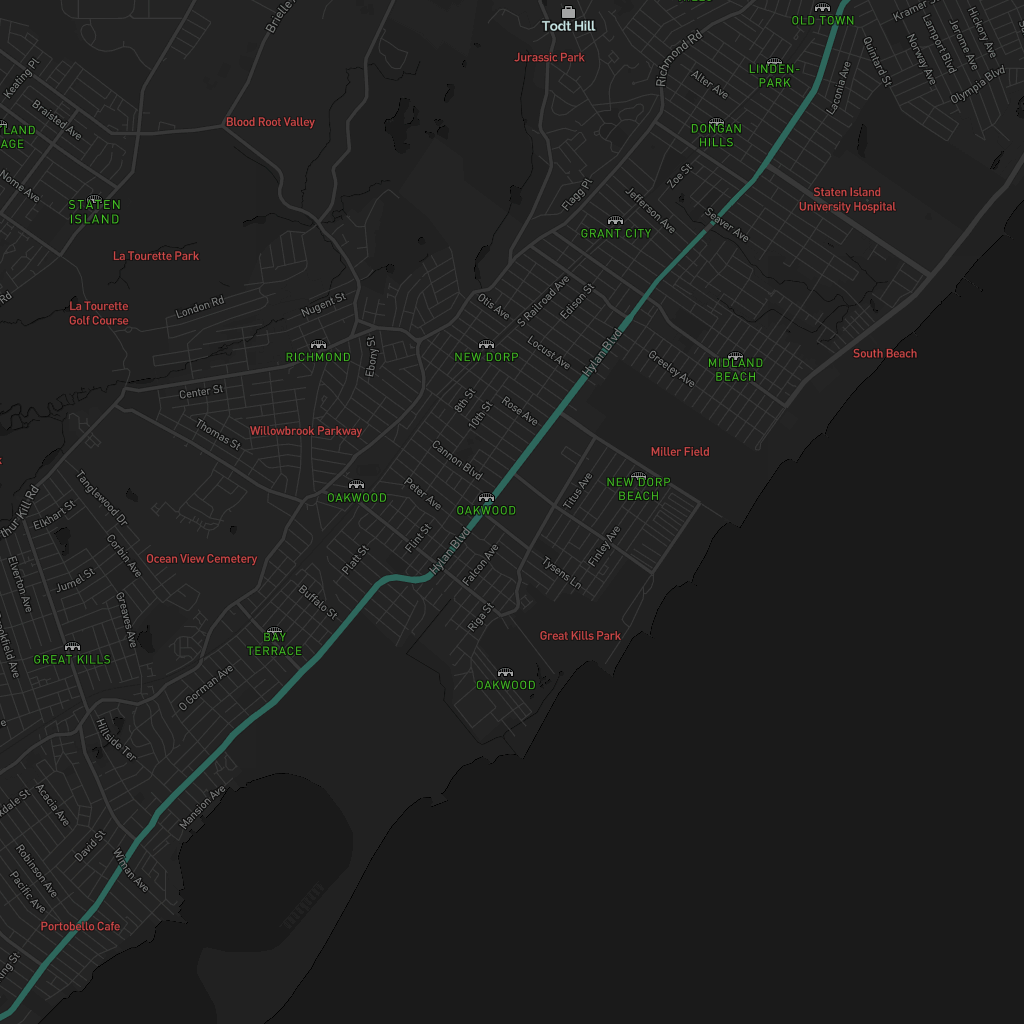 OLD TOWN
Todt Hill
Jurassic Park
Brielle
Richmond Rd
LINDEN-
PARK
Alter Ave
Laconia Ave
Quintard St
Kramer
Norway Ave
Lamport Blvd
Jerome Ave
Hickory Ave
Olympia Blvd
Keating Pl
Braisted Ave
Blood Root Valley
DONGAN
HILLS
Nome Ave
STATEN
ISLAND
Zoe St
Flagg Pl
Jefferson Ave
Seaver Ave
Staten Island
University Hospital
GRANT CITY
La Tourette Park
Rd
La Tourette
Golf Course
London Rd
Nugent St
Otis Ave
S Railroad Ave
Edison St
RICHMOND
Ebony St
NEW DORP
Locust Ave
Hylan Blvd
Greeley Ave
MIDLAND
BEACH
South Beach
Center St
8th St
10th St
Rose Ave
Thomas St
Willowbrook Parkway
Cannon Blvd
Miller Field
OAKWOOD
Peter Ave
OAKWOOD
Titus Ave
NEW DORP
BEACH
Tanglewood Dr
thur Kill Rd
Elkhart St
Corbin Ave
Flint St
Platt St
Hylan Blvd
Falcon Ave
Tysens Ln
Finley Ave
Ocean View Cemetery
Elverton Ave
Jumel St
Greaves Ave
Buffalo St
Riga St
Great Kills Park
BAY
TERRACE
GREAT KILLS
OAKWOOD
O Gorman Ave
Hillside Ter
Mansion Ave
Acacia Ave
David St
Wiman Ave
Robinson Ave
Pacific Ave
Portobello Cafe